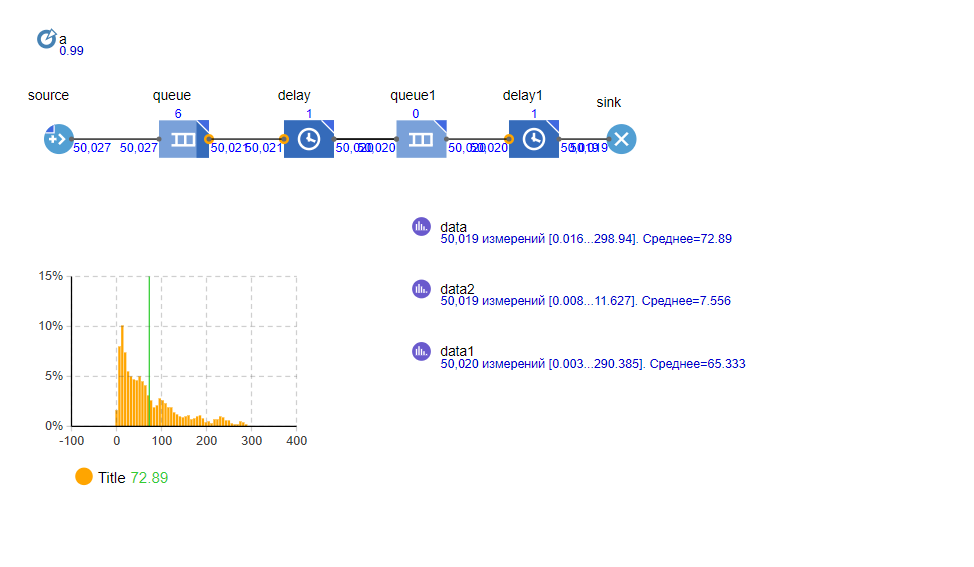 a
0.99
source
queue
delay
queue1
delay1
sink
6
1
0
1
50,027
50,027
50,021
50,021
50,020
50,020
50,020
50,020
50,019
50,019
data
50,019 измерений [0.016...298.94]. Среднее=72.89
data2
50,019 измерений [0.008...11.627]. Среднее=7.556
data1
50,020 измерений [0.003...290.385]. Среднее=65.333
15%
10%
5%
0%
-100
0
100
200
300
400
Title 72.89